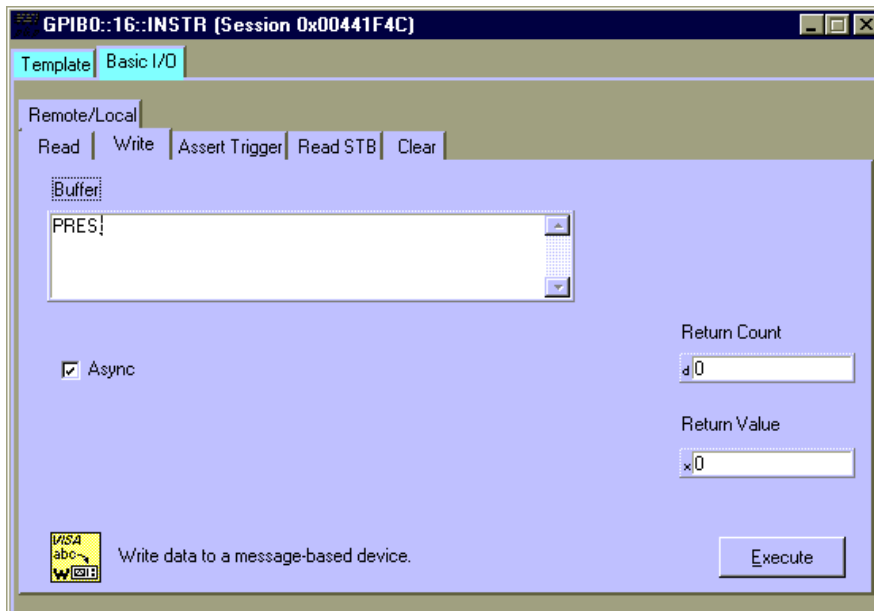 GPIB0::16::INSTR (Session 0x00441F4C)
Template Basic I/O
Remote/Local
Read Write Assert Trigger Read STB Clear
Buffer
PRES;
Async
Return Count
d 0
Return Value
x 0
VISA
abc
W
Write data to a message-based device.
Execute